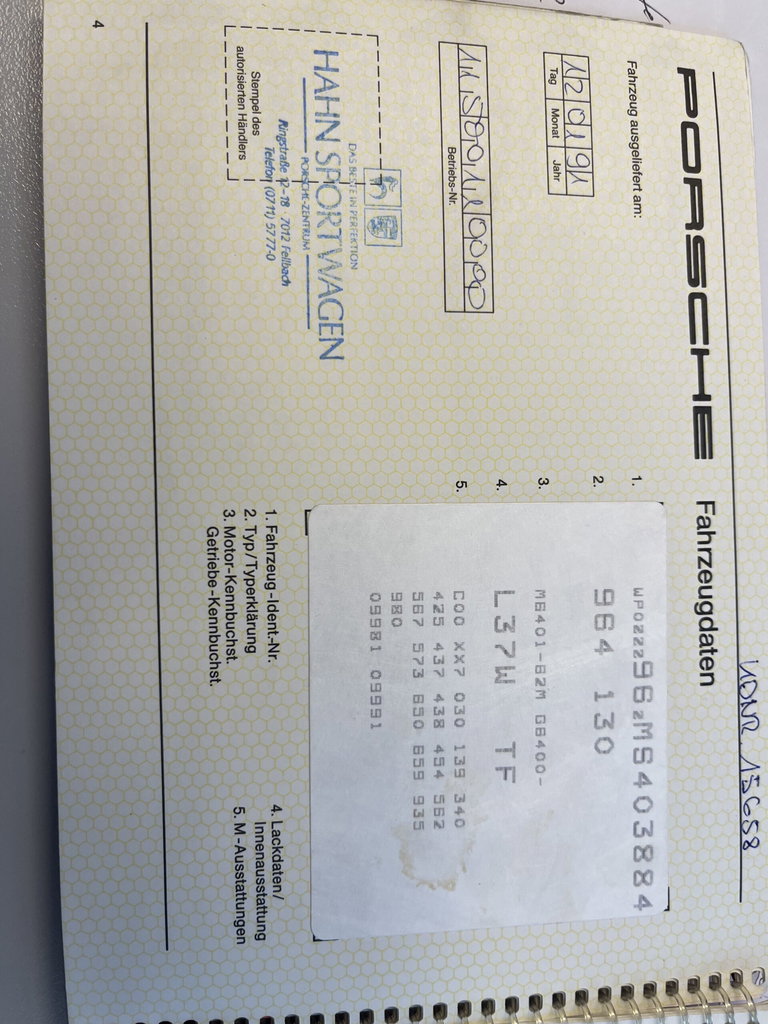 KDNR. 15658
PORSCHE Fahrzeugdaten
Fahrzeug ausgeliefert am:
12 01 91
Tag Monat Jahr
Betriebs-Nr.
DAS BESTE IN PERFEKTION
HAHN SPORTWAGEN
PORSCHE-ZENTRUM
Ringstraße 12-18 7012 Fellbach
Telefon (0711) 5777-0
Stempel des
autorisierten Händlers
1. WP0ZZZ96ZMS403884
2. 964 130
3. M6401-62M G6400-
4. L37W TF
5. C00 XX7 030 139 340
425 437 438 454 562
567 573 650 659 935
980
09981 09991
1. Fahrzeug-Ident.-Nr.
2. Typ/Typerklärung
3. Motor-Kennbuchst.
Getriebe-Kennbuchst.
4. Lackdaten/
Innenausstattung
5. M-Ausstattungen
4